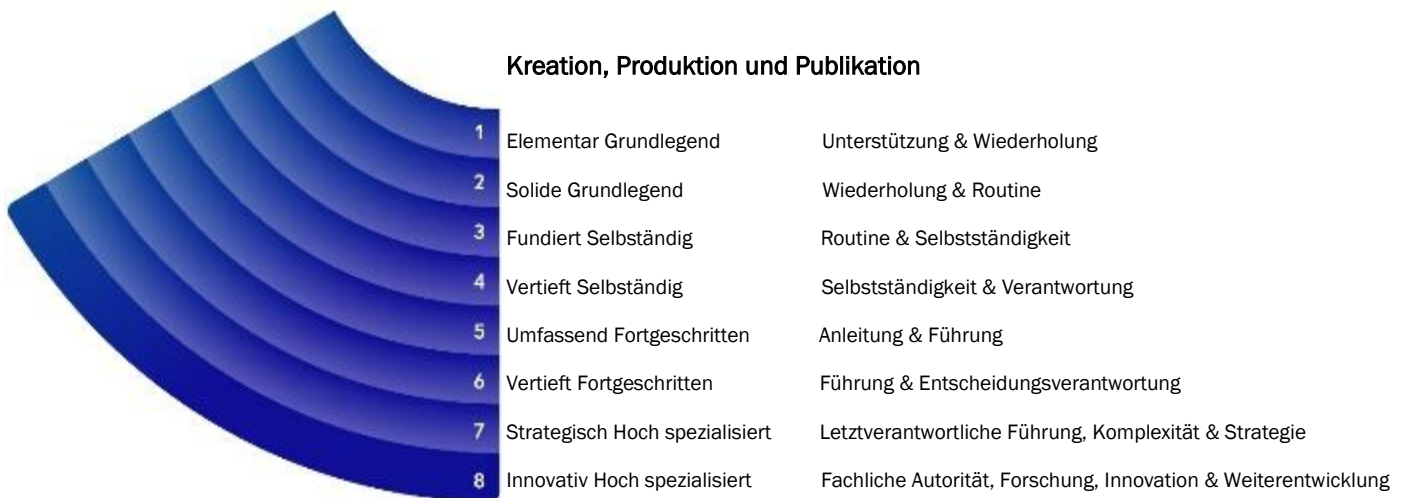 Kreation, Produktion und Publikation
1 Elementar Grundlegend Unterstützung & Wiederholung
2 Solide Grundlegend Wiederholung & Routine
3 Fundiert Selbständig Routine & Selbstständigkeit
4 Vertieft Selbständig Selbstständigkeit & Verantwortung
5 Umfassend Fortgeschritten Anleitung & Führung
6 Vertieft Fortgeschritten Führung & Entscheidungsverantwortung
7 Strategisch Hoch spezialisiert Letztverantwortliche Führung, Komplexität & Strategie
8 Innovativ Hoch spezialisiert Fachliche Autorität, Forschung, Innovation & Weiterentwicklung